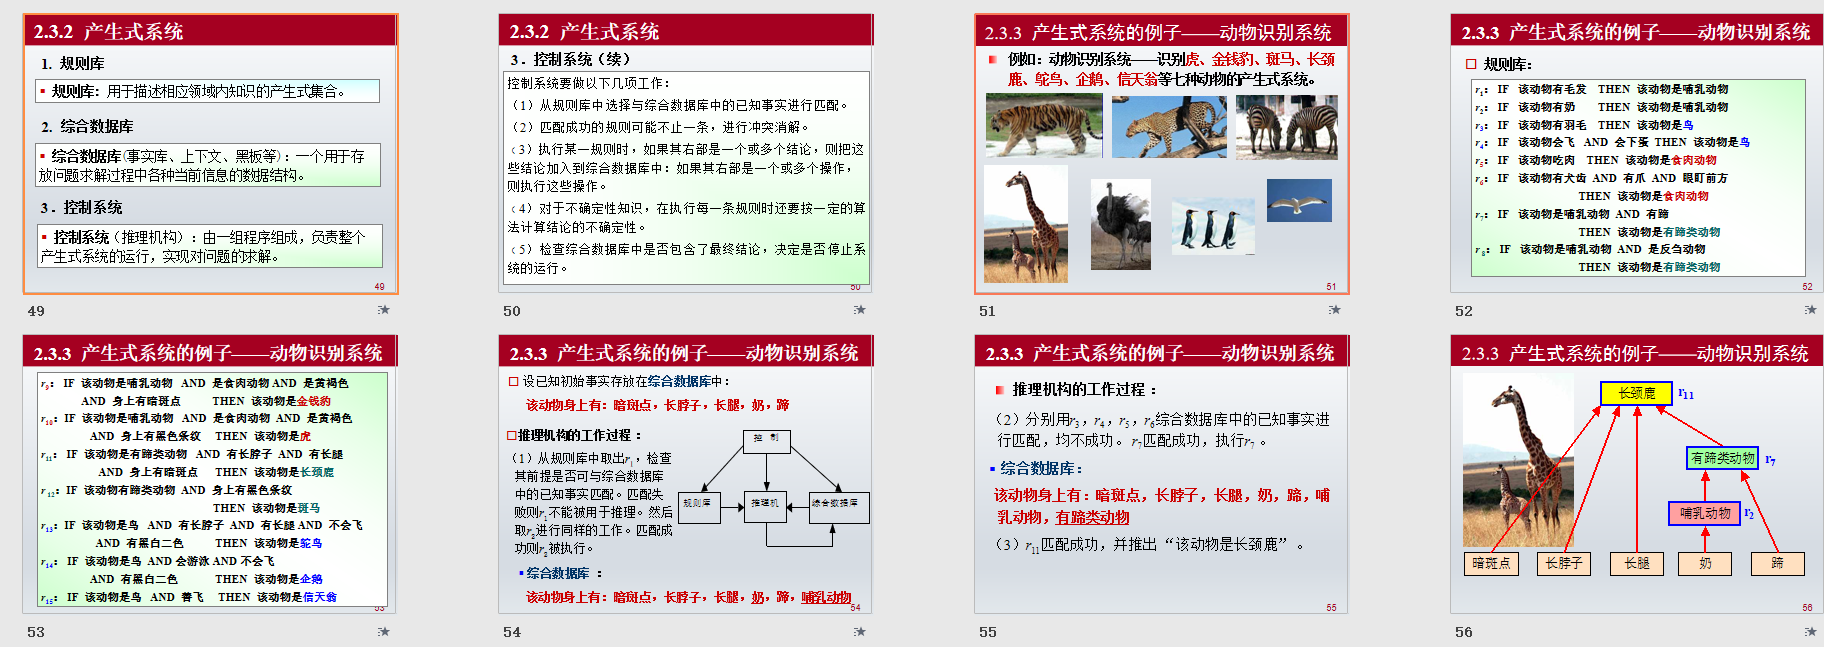 2.3.2 产生式系统
1. 规则库
▪ 规则库：用于描述相应领域内知识的产生式集合。
2. 综合数据库
▪ 综合数据库(事实库、上下文、黑板等)：一个用于存
放问题求解过程中各种当前信息的数据结构。
3．控制系统
▪ 控制系统（推理机构）：由一组程序组成，负责整个
产生式系统的运行，实现对问题的求解。
49
49
2.3.2 产生式系统
3．控制系统（续）
控制系统要做以下几项工作：
（1）从规则库中选择与综合数据库中的已知事实进行匹配。
（2）匹配成功的规则可能不止一条，进行冲突消解。
（3）执行某一规则时，如果其右部是一个或多个结论，则把这
些结论加入到综合数据库中：如果其右部是一个或多个操作，
则执行这些操作。
（4）对于不确定性知识，在执行每一条规则时还要按一定的算
法计算结论的不确定性。
（5）检查综合数据库中是否包含了最终结论，决定是否停止系
统的运行。
50
50
2.3.3 产生式系统的例子——动物识别系统
例如：动物识别系统——识别虎、金钱豹、斑马、长颈
鹿、鸵鸟、企鹅、信天翁等七种动物的产生式系统。
51
51
2.3.3 产生式系统的例子——动物识别系统
□ 规则库：
r1： IF 该动物有毛发 THEN 该动物是哺乳动物
r2： IF 该动物有奶 THEN 该动物是哺乳动物
r3： IF 该动物有羽毛 THEN 该动物是鸟
r4： IF 该动物会飞 AND 会下蛋 THEN 该动物是鸟
r5： IF 该动物吃肉 THEN 该动物是食肉动物
r6： IF 该动物有犬齿 AND 有爪 AND 眼盯前方
THEN 该动物是食肉动物
r7： IF 该动物是哺乳动物 AND 有蹄
THEN 该动物是有蹄类动物
r8： IF 该动物是哺乳动物 AND 是反刍动物
THEN 该动物是有蹄类动物
52
52
2.3.3 产生式系统的例子——动物识别系统
r9： IF 该动物是哺乳动物 AND 是食肉动物 AND 是黄褐色
AND 身上有暗斑点 THEN 该动物是金钱豹
r10：IF 该动物是哺乳动物 AND 是食肉动物 AND 是黄褐色
AND 身上有黑色条纹 THEN 该动物是虎
r11： IF 该动物是有蹄类动物 AND 有长脖子 AND 有长腿
AND 身上有暗斑点 THEN 该动物是长颈鹿
r12：IF 该动物有蹄类动物 AND 身上有黑色条纹
THEN 该动物是斑马
r13：IF 该动物是鸟 AND 有长脖子 AND 有长腿 AND 不会飞
AND 有黑白二色 THEN 该动物是鸵鸟
r14： IF 该动物是鸟 AND 会游泳 AND 不会飞
AND 有黑白二色 THEN 该动物是企鹅
r15： IF 该动物是鸟 AND 善飞 THEN 该动物是信天翁
53
53
2.3.3 产生式系统的例子——动物识别系统
□ 设已知初始事实存放在综合数据库中：
该动物身上有：暗斑点，长脖子，长腿，奶，蹄
□推理机构的工作过程：
（1）从规则库中取出r1，检查
其前提是否可与综合数据库
中的已知事实匹配。匹配失
败则r1不能被用于推理。然后
取r2进行同样的工作。匹配成
功则r2被执行。
控 制
规则库
推理机
综合数据库
▪ 综合数据库 ：
该动物身上有：暗斑点，长脖子，长腿，奶，蹄，哺乳动物
54
54
2.3.3 产生式系统的例子——动物识别系统
推理机构的工作过程：
（2）分别用r3，r4，r5，r6综合数据库中的已知事实进
行匹配，均不成功。r7匹配成功，执行r7 。
▪ 综合数据库：
该动物身上有：暗斑点，长脖子，长腿，奶，蹄，哺
乳动物，有蹄类动物
（3）r11匹配成功，并推出“该动物是长颈鹿”。
55
55
2.3.3 产生式系统的例子——动物识别系统
长颈鹿 r11
有蹄类动物 r7
哺乳动物 r2
暗斑点 长脖子 长腿 奶 蹄
56
56